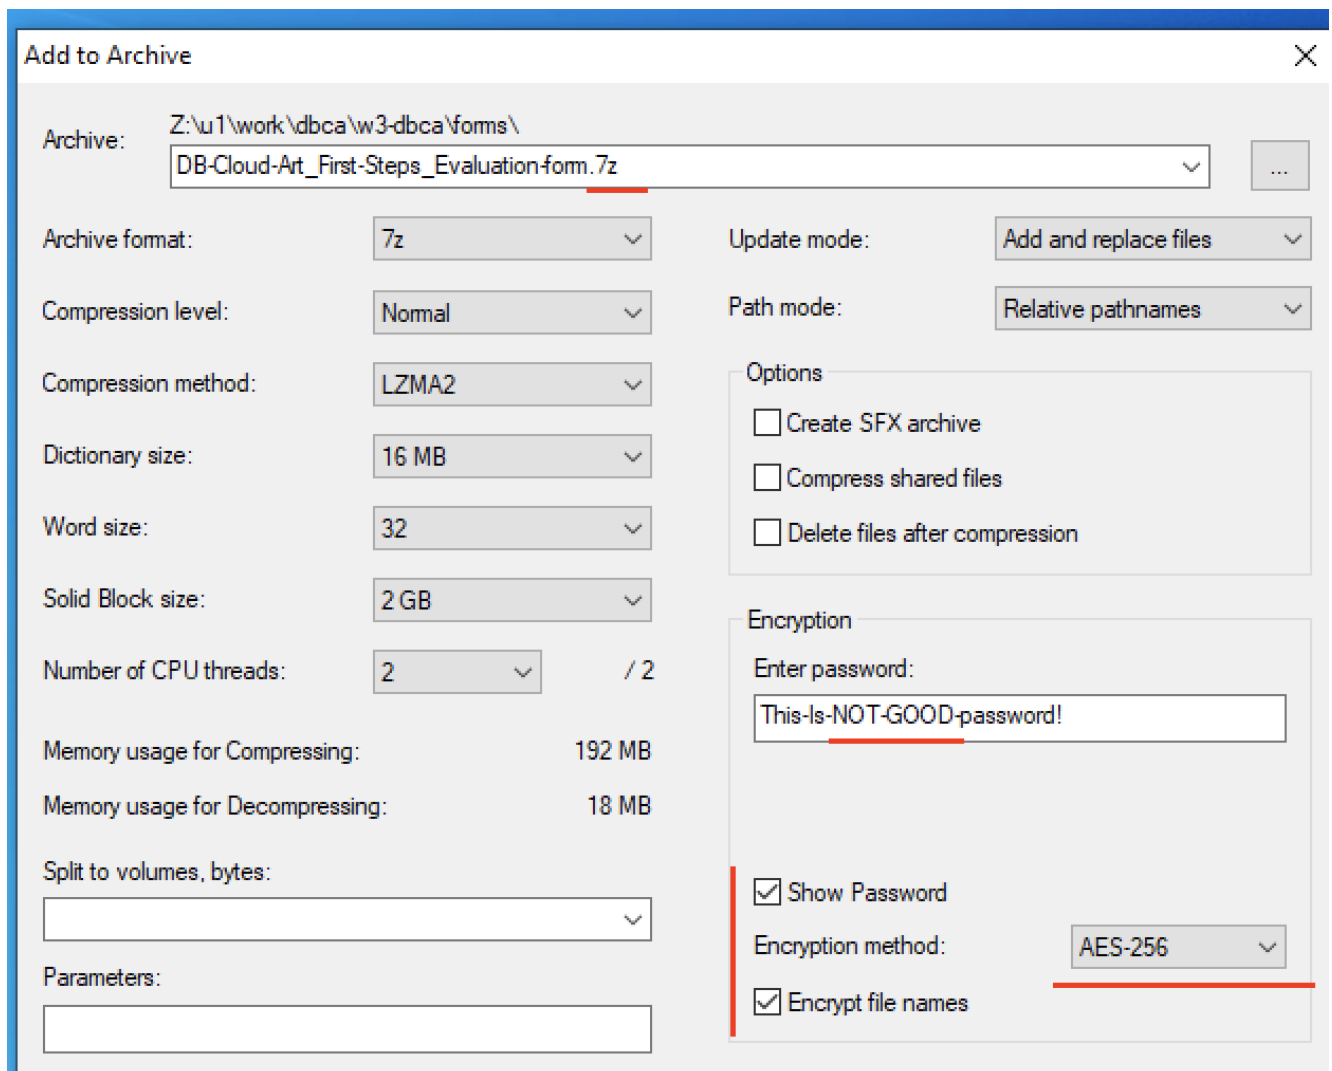 Add to Archive
Archive:
Z:\u1\work\dbca\w3-dbca\forms\
DB-Cloud-Art_First-Steps_Evaluation-form.7z
...
Archive format: 7z
Compression level: Normal
Compression method: LZMA2
Dictionary size: 16 MB
Word size: 32
Solid Block size: 2 GB
Number of CPU threads: 2 / 2
Memory usage for Compressing: 192 MB
Memory usage for Decompressing: 18 MB
Split to volumes, bytes:
Parameters:
Update mode: Add and replace files
Path mode: Relative pathnames
Options
Create SFX archive
Compress shared files
Delete files after compression
Encryption
Enter password:
This-Is-NOT-GOOD-password!
Show Password
Encryption method: AES-256
Encrypt file names